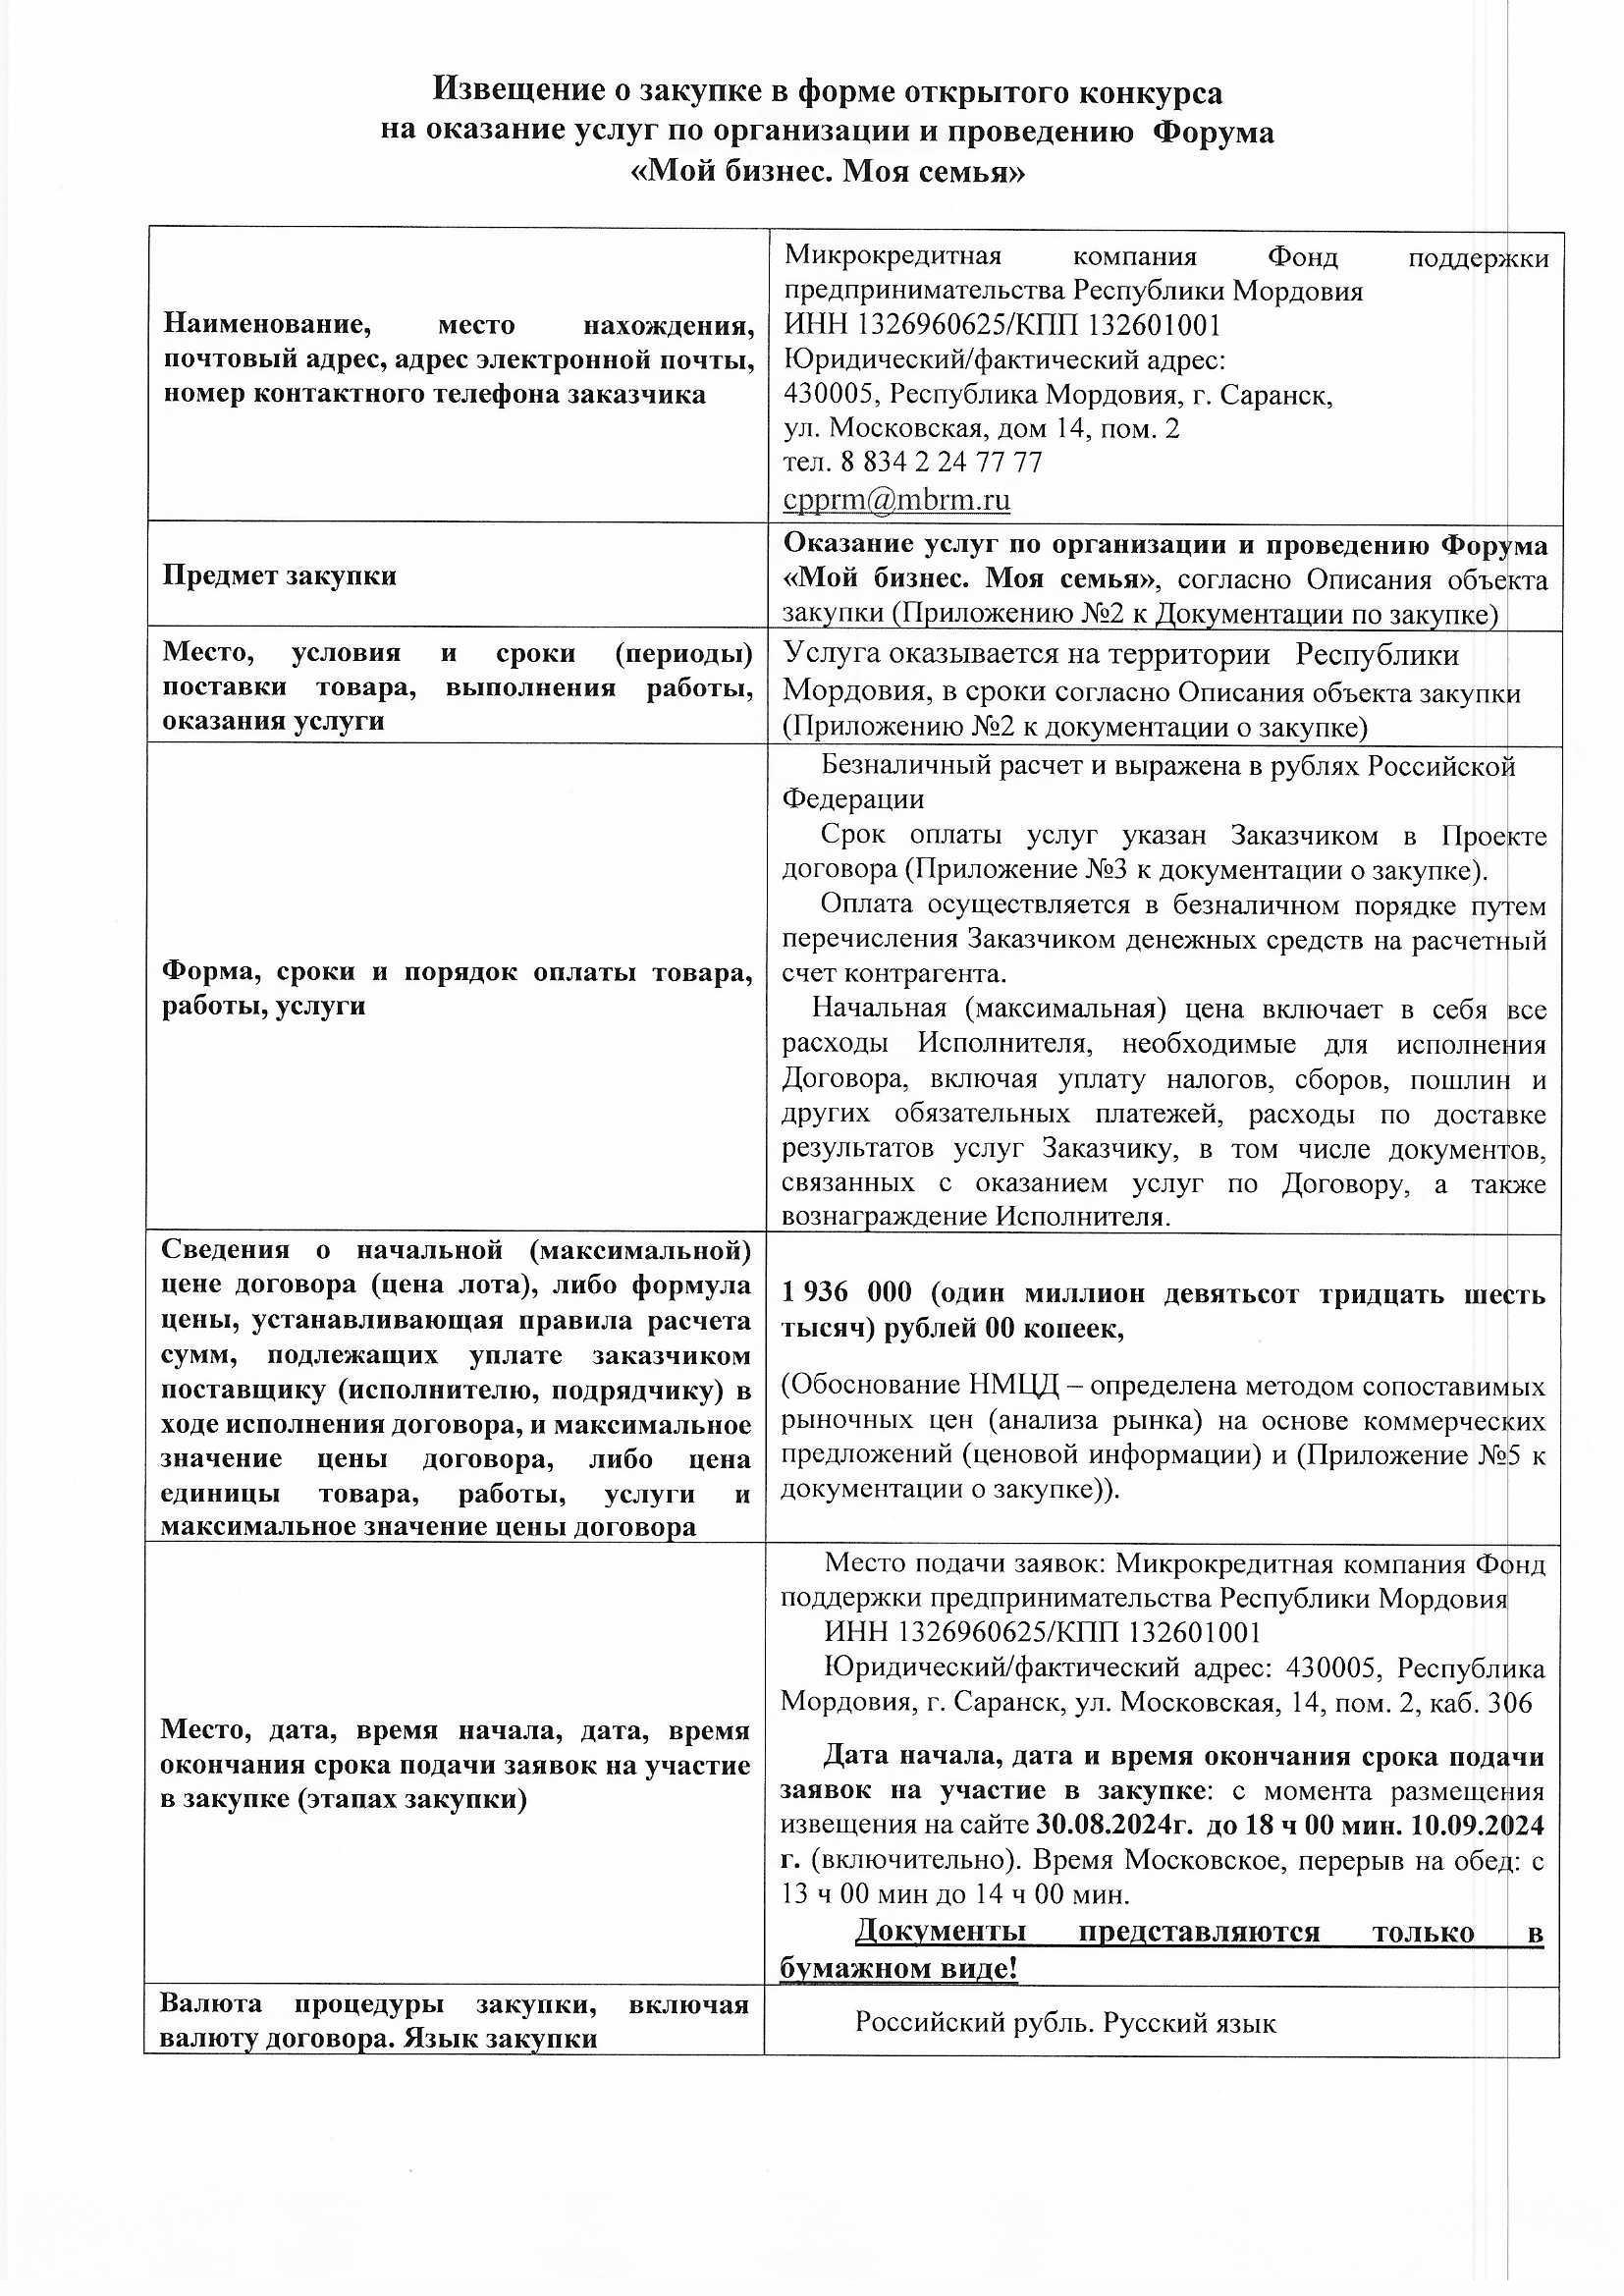 Извещение о закупке в форме открытого конкурса
на оказание услуг по организации и проведению Форума
«Мой бизнес. Моя семья»
Наименование, место нахождения,
почтовый адрес, адрес электронной почты,
номер контактного телефона заказчика
Микрокредитная компания Фонд поддержки
предпринимательства Республики Мордовия
ИНН 1326960625/КПП 132601001
Юридический/фактический адрес:
430005, Республика Мордовия, г. Саранск,
ул. Московская, дом 14, пом. 2
тел. 8 834 2 24 77 77
cpprm@mbrm.ru
Предмет закупки
Оказание услуг по организации и проведению Форума
«Мой бизнес. Моя семья», согласно Описания объекта
закупки (Приложению №2 к Документации по закупке)
Место, условия и сроки (периоды)
поставки товара, выполнения работы,
оказания услуги
Услуга оказывается на территории Республики
Мордовия, в сроки согласно Описания объекта закупки
(Приложению №2 к документации о закупке)
Форма, сроки и порядок оплаты товара,
работы, услуги
Безналичный расчет и выражена в рублях Российской
Федерации
Срок оплаты услуг указан Заказчиком в Проекте
договора (Приложение №3 к документации о закупке).
Оплата осуществляется в безналичном порядке путем
перечисления Заказчиком денежных средств на расчетный
счет контрагента.
Начальная (максимальная) цена включает в себя все
расходы Исполнителя, необходимые для исполнения
Договора, включая уплату налогов, сборов, пошлин и
других обязательных платежей, расходы по доставке
результатов услуг Заказчику, в том числе документов,
связанных с оказанием услуг по Договору, а также
вознаграждение Исполнителя.
Сведения о начальной (максимальной)
цене договора (цена лота), либо формула
цены, устанавливающая правила расчета
сумм, подлежащих уплате заказчиком
поставщику (исполнителю, подрядчику) в
ходе исполнения договора, и максимальное
значение цены договора, либо цена
единицы товара, работы, услуги и
максимальное значение цены договора
1 936 000 (один миллион девятьсот тридцать шесть
тысяч) рублей 00 копеек,
(Обоснование НМЦД – определена методом сопоставимых
рыночных цен (анализа рынка) на основе коммерческих
предложений (ценовой информации) и (Приложение №5 к
документации о закупке)).
Место, дата, время начала, дата, время
окончания срока подачи заявок на участие
в закупке (этапах закупки)
Место подачи заявок: Микрокредитная компания Фонд
поддержки предпринимательства Республики Мордовия
ИНН 1326960625/КПП 132601001
Юридический/фактический адрес: 430005, Республика
Мордовия, г. Саранск, ул. Московская, 14, пом. 2, каб. 306
Дата начала, дата и время окончания срока подачи
заявок на участие в закупке: с момента размещения
извещения на сайте 30.08.2024г. до 18 ч 00 мин. 10.09.2024
г. (включительно). Время Московское, перерыв на обед: с
13 ч 00 мин до 14 ч 00 мин.
Документы представляются только в
бумажном виде!
Валюта процедуры закупки, включая
валюту договора. Язык закупки
Российский рубль. Русский язык